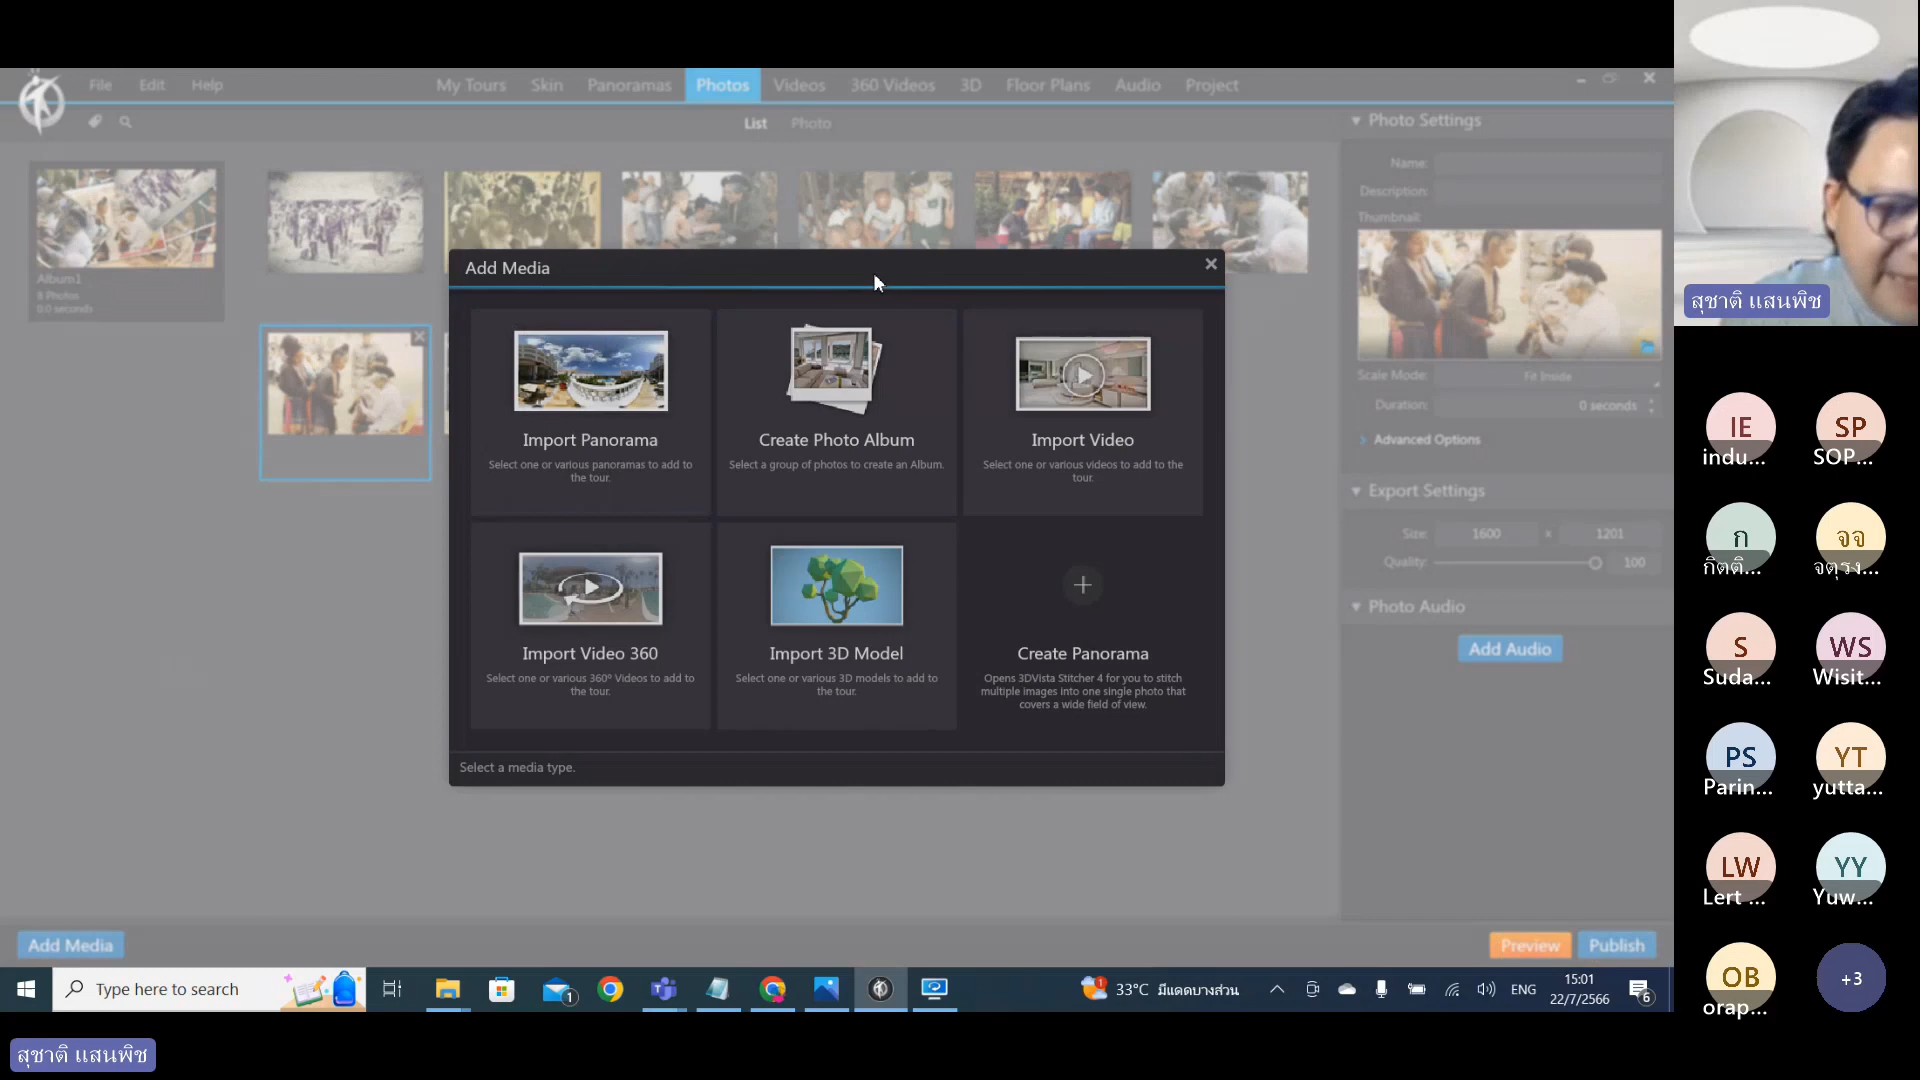 File Edit Help
My Tours Skin Panoramas Photos Videos 360 Videos 3D Floor Plans Audio Project
List Photo
Album1
8 Photos
0.0 seconds
Photo Settings
Name:
Description:
Thumbnail:
Scale Mode: Fit Inside
Duration: 0 seconds
Advanced Options
Export Settings
Size: 1600 x 1201
Quality: 100
Photo Audio
Add Audio
Add Media
Import Panorama
Select one or various panoramas to add to
the tour.
Create Photo Album
Select a group of photos to create an Album.
Import Video
Select one or various videos to add to the
tour.
Import Video 360
Select one or various 360º Videos to add to
the tour.
Import 3D Model
Select one or various 3D models to add to
the tour.
Create Panorama
Opens 3DVista Stitcher 4 for you to stitch
multiple images into one single photo that
covers a wide field of view.
Select a media type.
Add Media
Preview Publish
Type here to search
1
1
33°C มีแดดบางส่วน
ENG
15:01
22/7/2566
6
สุชาติ แสนพิช
สุชาติ แสนพิช
IE
indu...
SP
SOP...
ก
กิตติ...
จจ
จตุรง...
S
Suda...
WS
Wisit...
PS
Parin...
YT
yutta...
LW
Lert ...
YY
Yuw...
OB
orap...
+3